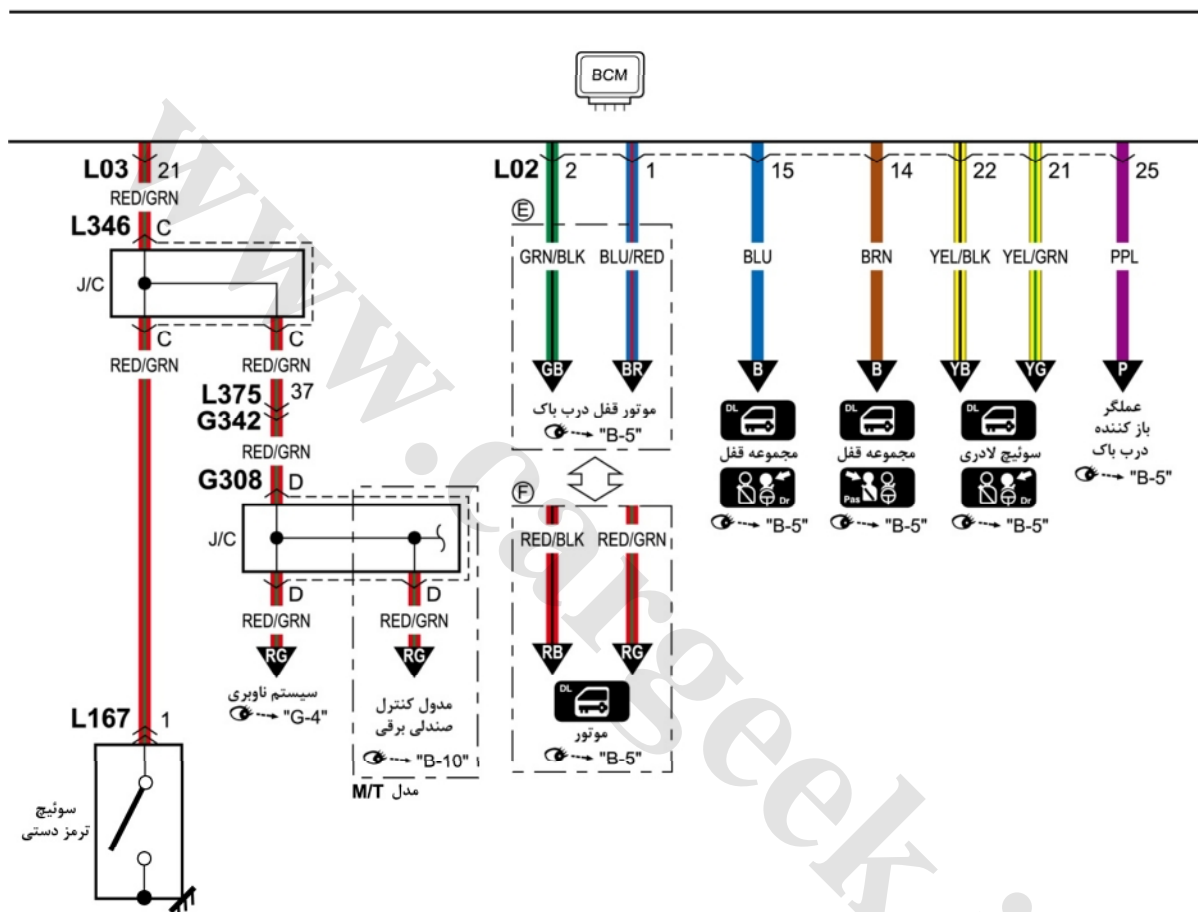 BCM
L03 21
L02 2 1 15 14 22 21 25
RED/GRN
L346 C
E
GRN/BLK BLU/RED BLU BRN YEL/BLK YEL/GRN PPL
J/C
C C
RED/GRN RED/GRN
GB BR B B YB YG P
L375 37
G342
موتور قفل درب باک
"B-5"
DL
مجموعه قفل
Dr
"B-5"
DL
مجموعه قفل
Pas
"B-5"
DL
سوئیچ لادری
Dr
"B-5"
عملگر
باز کننده
درب باک
"B-5"
RED/GRN
G308 D
F
J/C
RED/BLK RED/GRN
D D
RED/GRN RED/GRN
RG RG
RB RG
سیستم ناوبری
"G-4"
مدول کنترل
صندلی برقی
"B-10"
مدل M/T
DL
موتور
"B-5"
L167 1
سوئیچ
ترمز دستی
www.cargeek.i